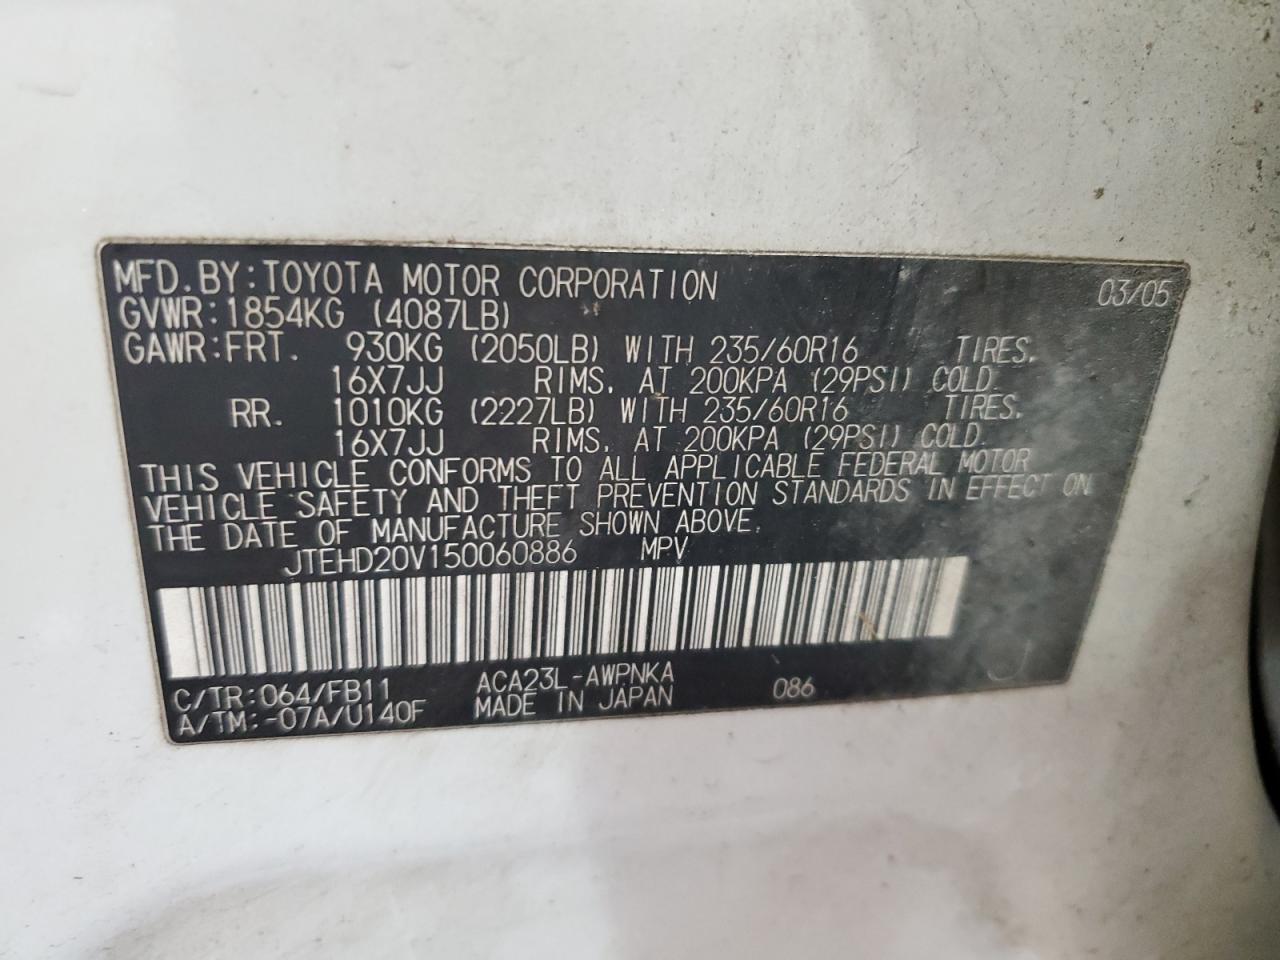 MFD.BY:TOYOTA MOTOR CORPORATION 03/05
GVWR:1854KG (4087LB)
GAWR:FRT. 930KG (2050LB) WITH 235/60R16 TIRES,
16X7JJ RIMS, AT 200KPA (29PSI) COLD.
RR. 1010KG (2227LB) WITH 235/60R16 TIRES,
16X7JJ RIMS, AT 200KPA (29PSI) COLD.
THIS VEHICLE CONFORMS TO ALL APPLICABLE FEDERAL MOTOR
VEHICLE SAFETY AND THEFT PREVENTION STANDARDS IN EFFECT ON
THE DATE OF MANUFACTURE SHOWN ABOVE.
JTEHD20V150060886 MPV
C/TR:064/FB11 ACA23L-AWPNKA 086
A/TM:-07A/U140F MADE IN JAPAN
J